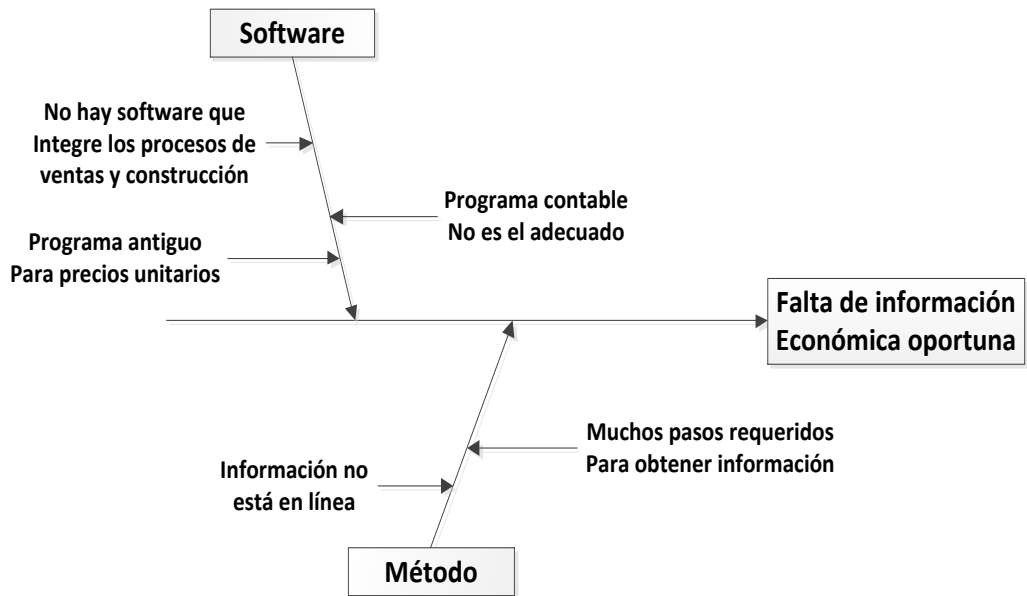 Software
No hay software que
Integre los procesos de
ventas y construcción
Programa contable
No es el adecuado
Programa antiguo
Para precios unitarios
Falta de información
Económica oportuna
Muchos pasos requeridos
Para obtener información
Información no
está en línea
Método